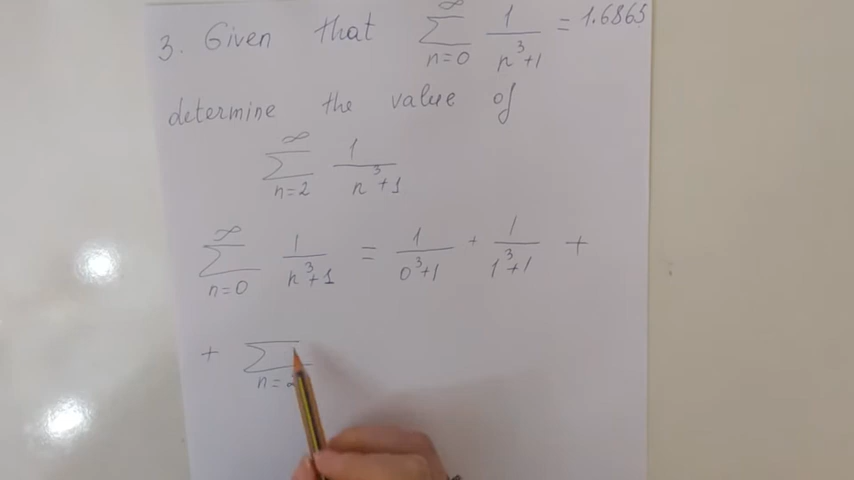 3. Given that ∞∑n=0 1/(n³+1) = 1.6865
determine the value of
∞∑n=2 1/(n³+1)
∞∑n=0 1/(n³+1) = 1/(0³+1) + 1/(1³+1) +
+ ∑n=2